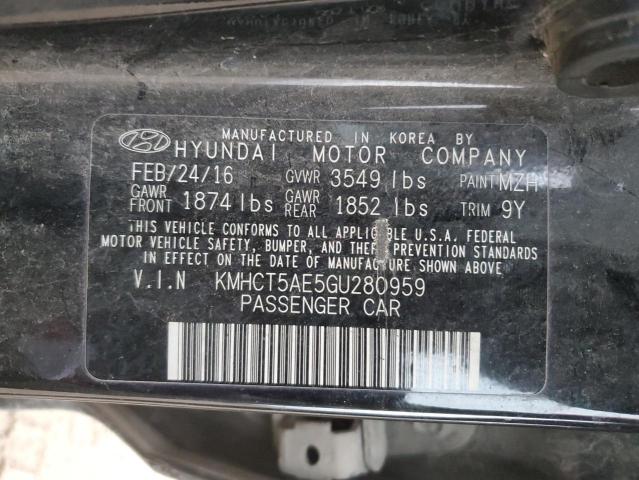 MANUFACTURED IN KOREA BY
HYUNDAI MOTOR COMPANY
FEB/24/16 GVWR 3549 lbs PAINT MZH
GAWR FRONT 1874 lbs GAWR REAR 1852 lbs TRIM 9Y
THIS VEHICLE CONFORMS TO ALL APPLICABLE U.S.A. FEDERAL
MOTOR VEHICLE SAFETY, BUMPER, AND THEFT PREVENTION STANDARDS
IN EFFECT ON THE DATE OF MANUFACTURE SHOWN ABOVE
V.I.N KMHCT5AE5GU280959
PASSENGER CAR